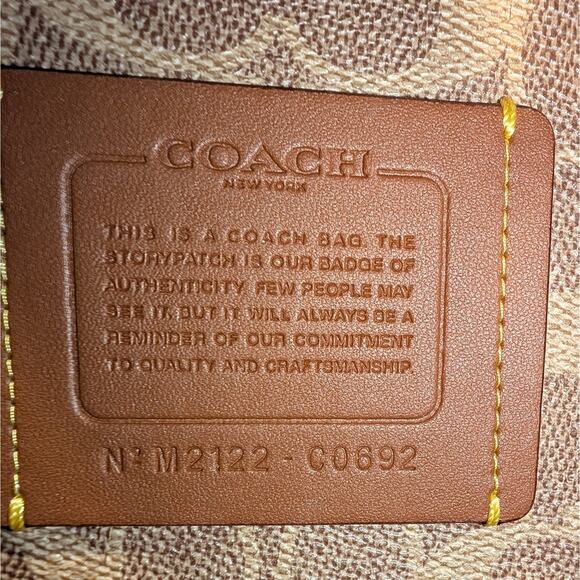 COACH
NEW YORK
THIS IS A COACH BAG. THE
STORYPATCH IS OUR BADGE OF
AUTHENTICITY. FEW PEOPLE MAY
SEE IT. BUT IT WILL ALWAYS BE A
REMINDER OF OUR COMMITMENT
TO QUALITY AND CRAFTSMANSHIP.
Nº M2122 - C0692